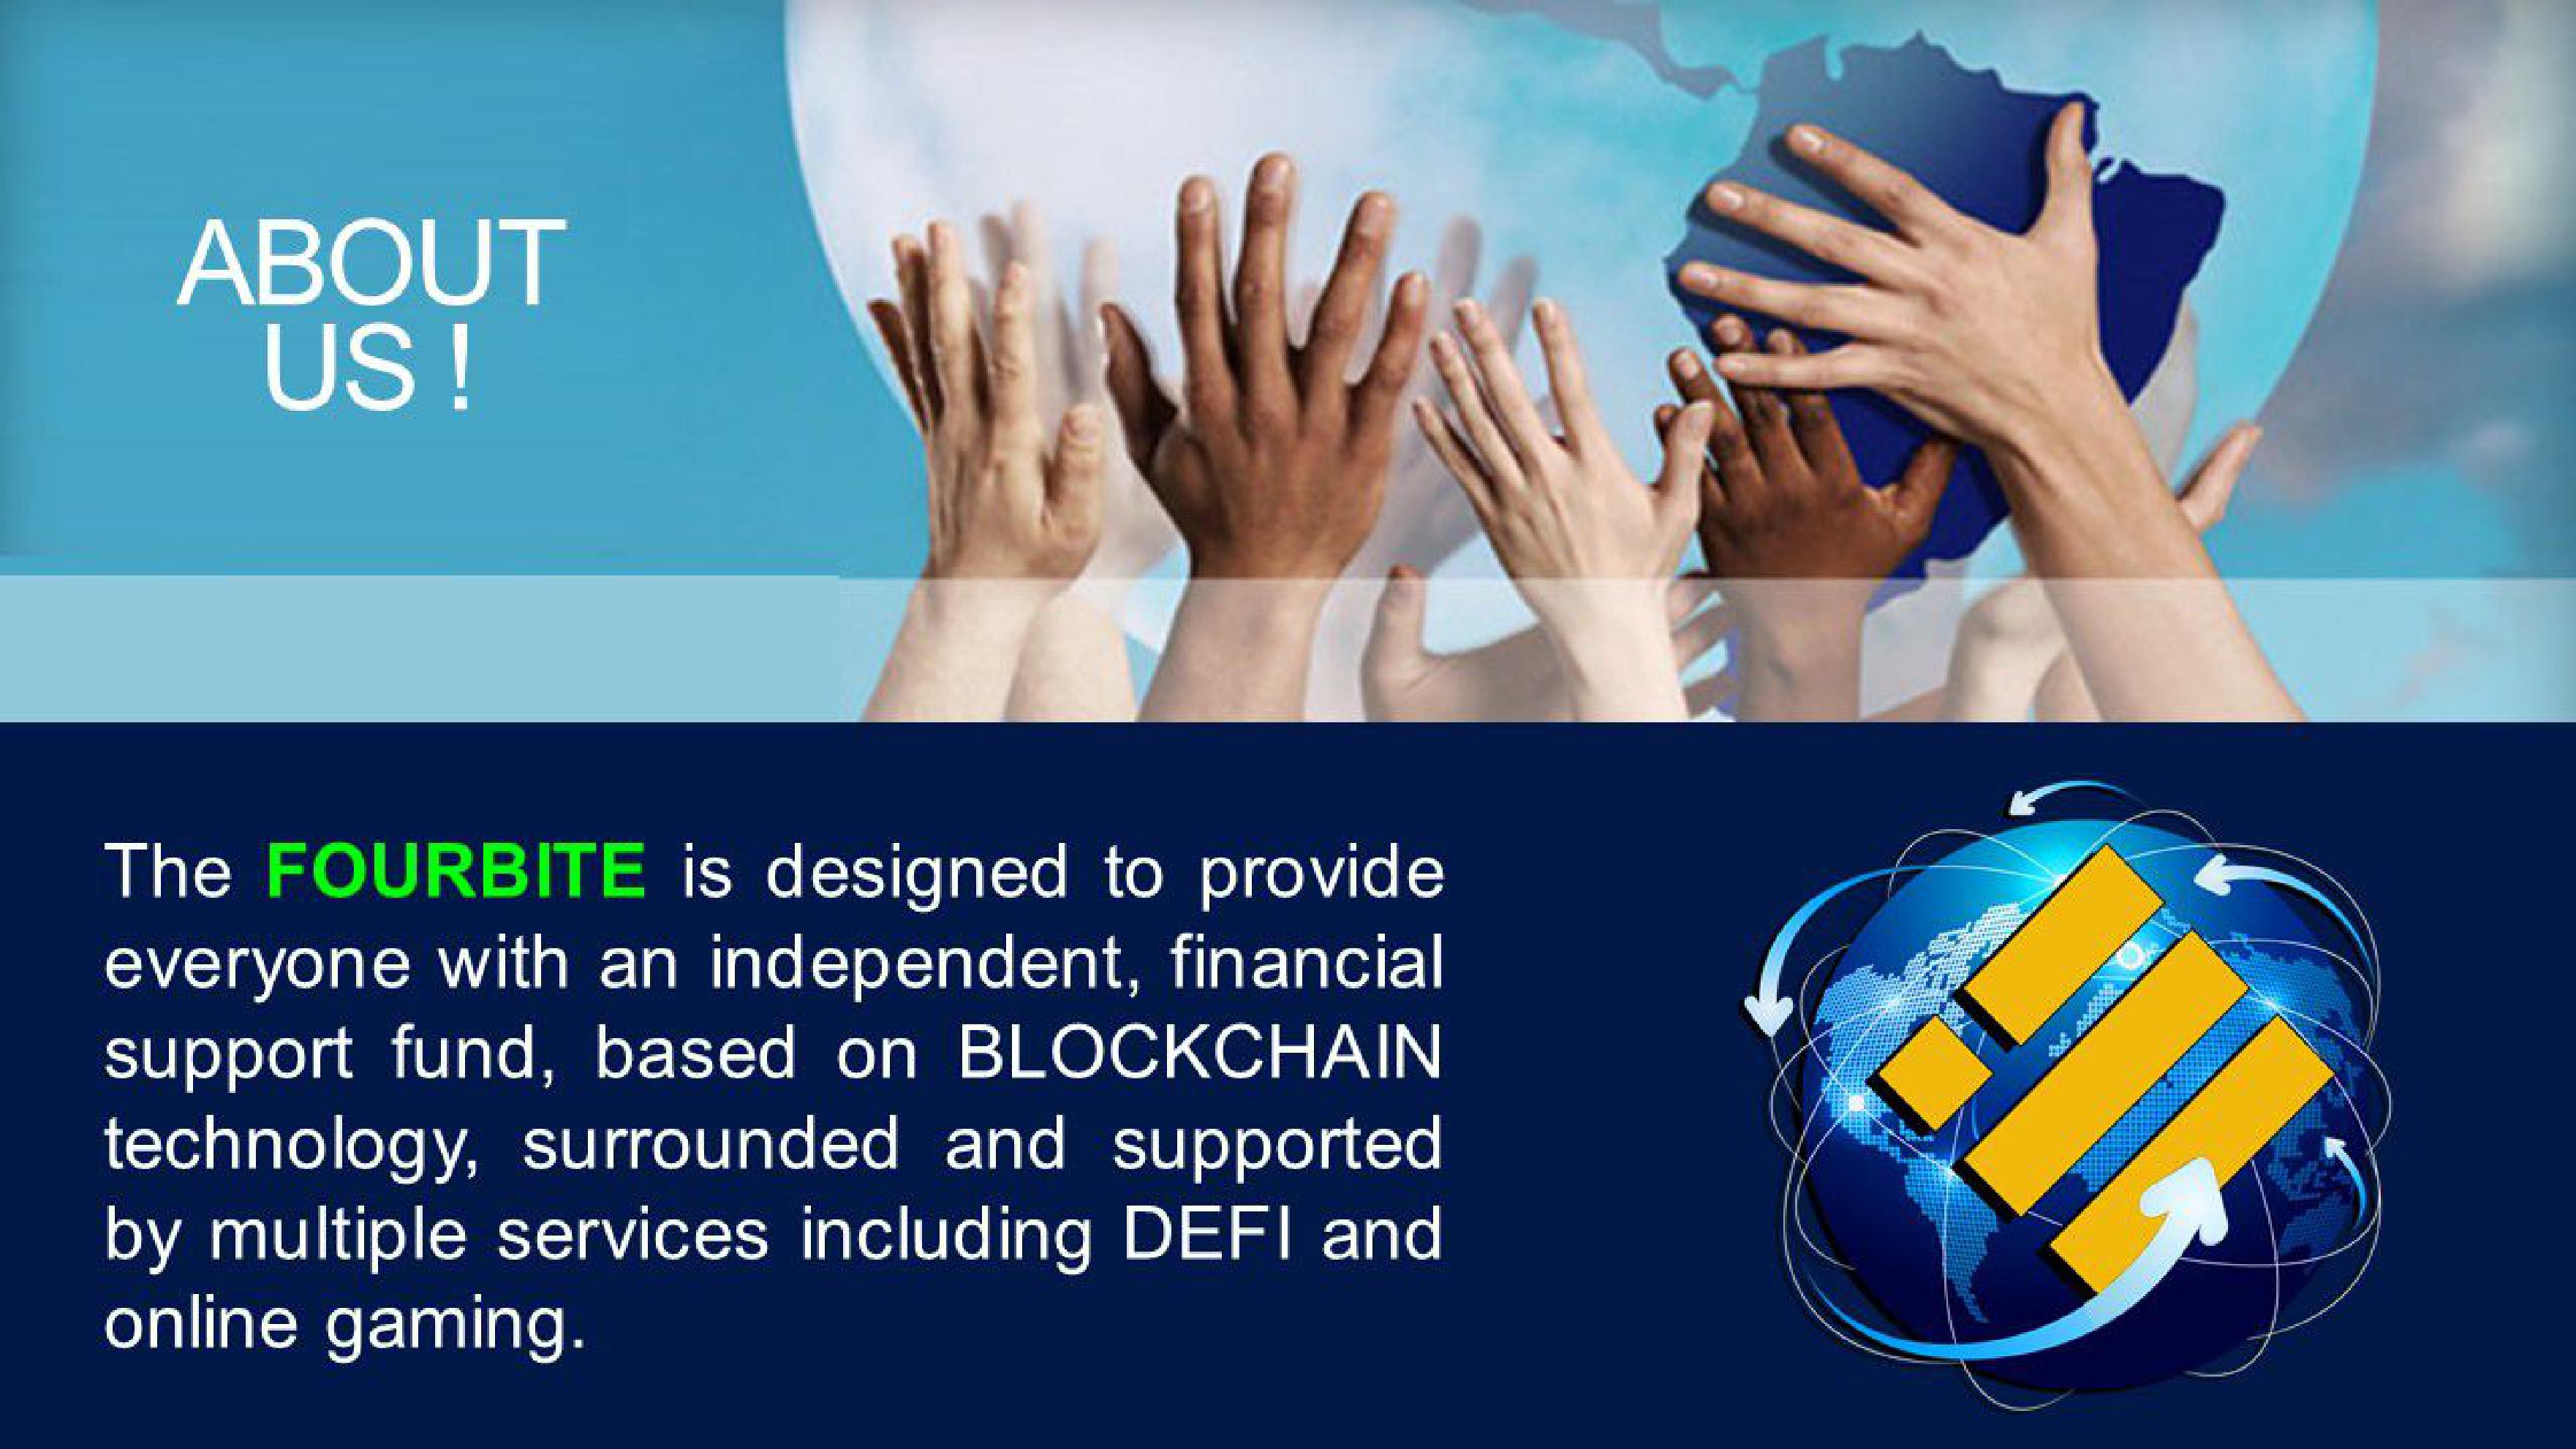 ABOUT
US !
The FOURBITE is designed to provide
everyone with an independent, financial
support fund, based on BLOCKCHAIN
technology, surrounded and supported
by multiple services including DEFI and
online gaming.